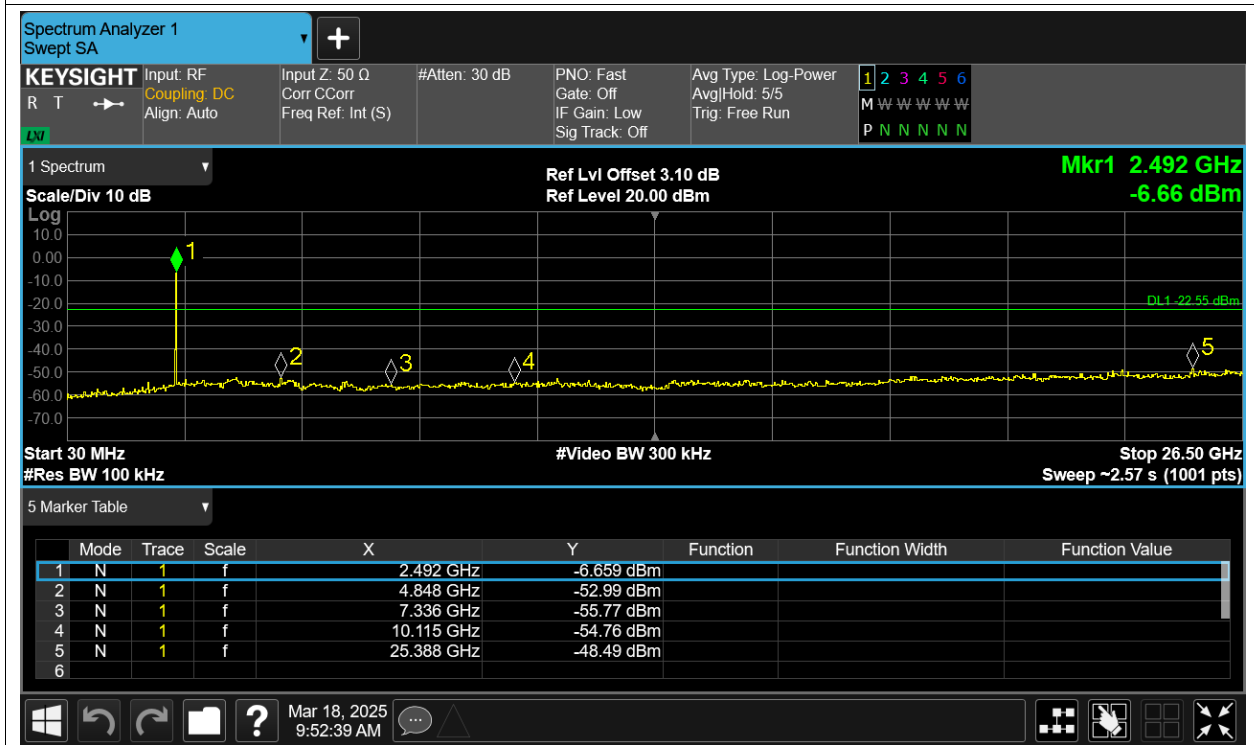 Spectrum Analyzer 1
Swept SA
KEYSIGHT
R T
LXI
Input: RF
Coupling: DC
Align: Auto
Input Z: 50 Ω
Corr CCorr
Freq Ref: Int (S)
#Atten: 30 dB
PNO: Fast
Gate: Off
IF Gain: Low
Sig Track: Off
Avg Type: Log-Power
Avg|Hold: 5/5
Trig: Free Run
1 2 3 4 5 6
M W W W W W
P N N N N N
1 Spectrum
Scale/Div 10 dB
Ref Lvl Offset 3.10 dB
Ref Level 20.00 dBm
Mkr1 2.492 GHz
-6.66 dBm
Log
10.0
0.00
-10.0
-20.0
-30.0
-40.0
-50.0
-60.0
-70.0
1
2
3
4
5
DL1 -22.55 dBm
Start 30 MHz
#Res BW 100 kHz
#Video BW 300 kHz
Stop 26.50 GHz
Sweep ~2.57 s (1001 pts)
5 Marker Table
Mode Trace Scale X Y Function Function Width Function Value
1 N 1 f 2.492 GHz -6.659 dBm
2 N 1 f 4.848 GHz -52.99 dBm
3 N 1 f 7.336 GHz -55.77 dBm
4 N 1 f 10.115 GHz -54.76 dBm
5 N 1 f 25.388 GHz -48.49 dBm
6
?
Mar 18, 2025
9:52:39 AM